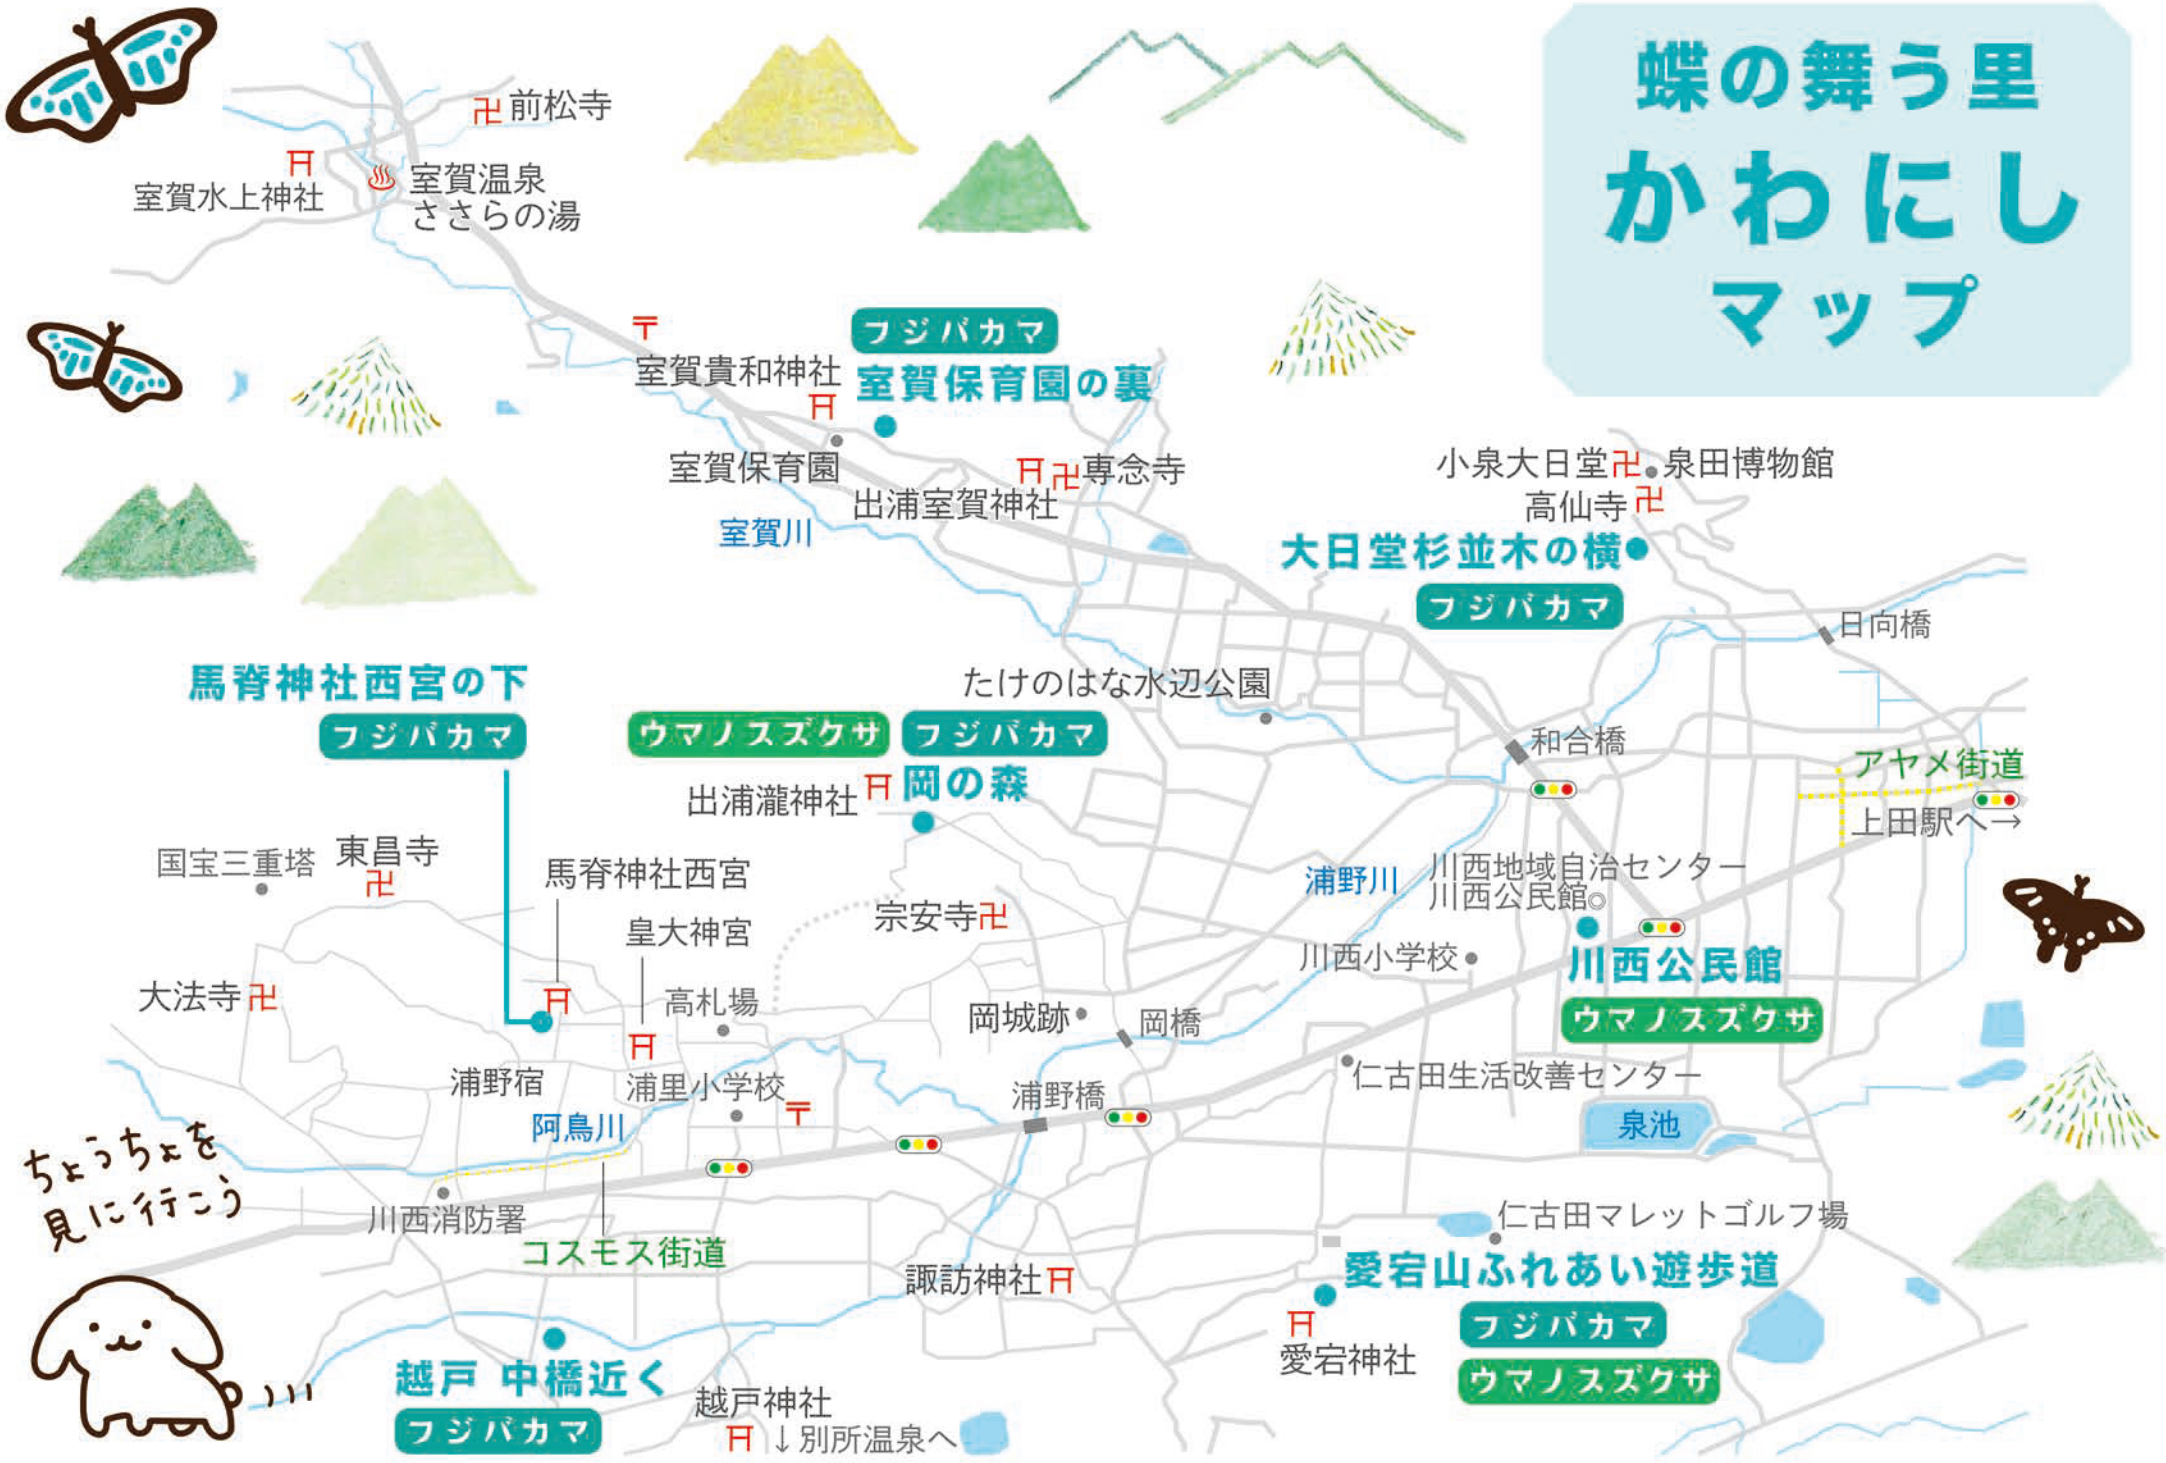 蝶の舞う里
かわにし
マップ
卍前松寺
室賀水上神社
室賀温泉
ささらの湯
〒
フジバカマ
室賀保育園の裏
室賀貴和神社
室賀保育園
卍専念寺
出浦室賀神社
室賀川
小泉大日堂卍
泉田博物館
高仙寺卍
大日堂杉並木の横
フジバカマ
日向橋
馬脊神社西宮の下
フジバカマ
たけのはな水辺公園
ウマノスズクサ
フジバカマ
出浦瀧神社
岡の森
和合橋
アヤメ街道
上田駅へ→
国宝三重塔
東昌寺
卍
馬脊神社西宮
皇大神宮
宗安寺卍
浦野川
川西地域自治センター
川西公民館◎
川西公民館
ウマノスズクサ
川西小学校
大法寺卍
高札場
岡城跡
岡橋
浦野宿
浦里小学校
〒
浦野橋
仁古田生活改善センター
阿鳥川
泉池
ちょうちょを
見に行こう
川西消防署
コスモス街道
諏訪神社
仁古田マレットゴルフ場
愛宕山ふれあい遊歩道
フジバカマ
ウマノスズクサ
愛宕神社
越戸 中橋近く
フジバカマ
越戸神社
↓別所温泉へ